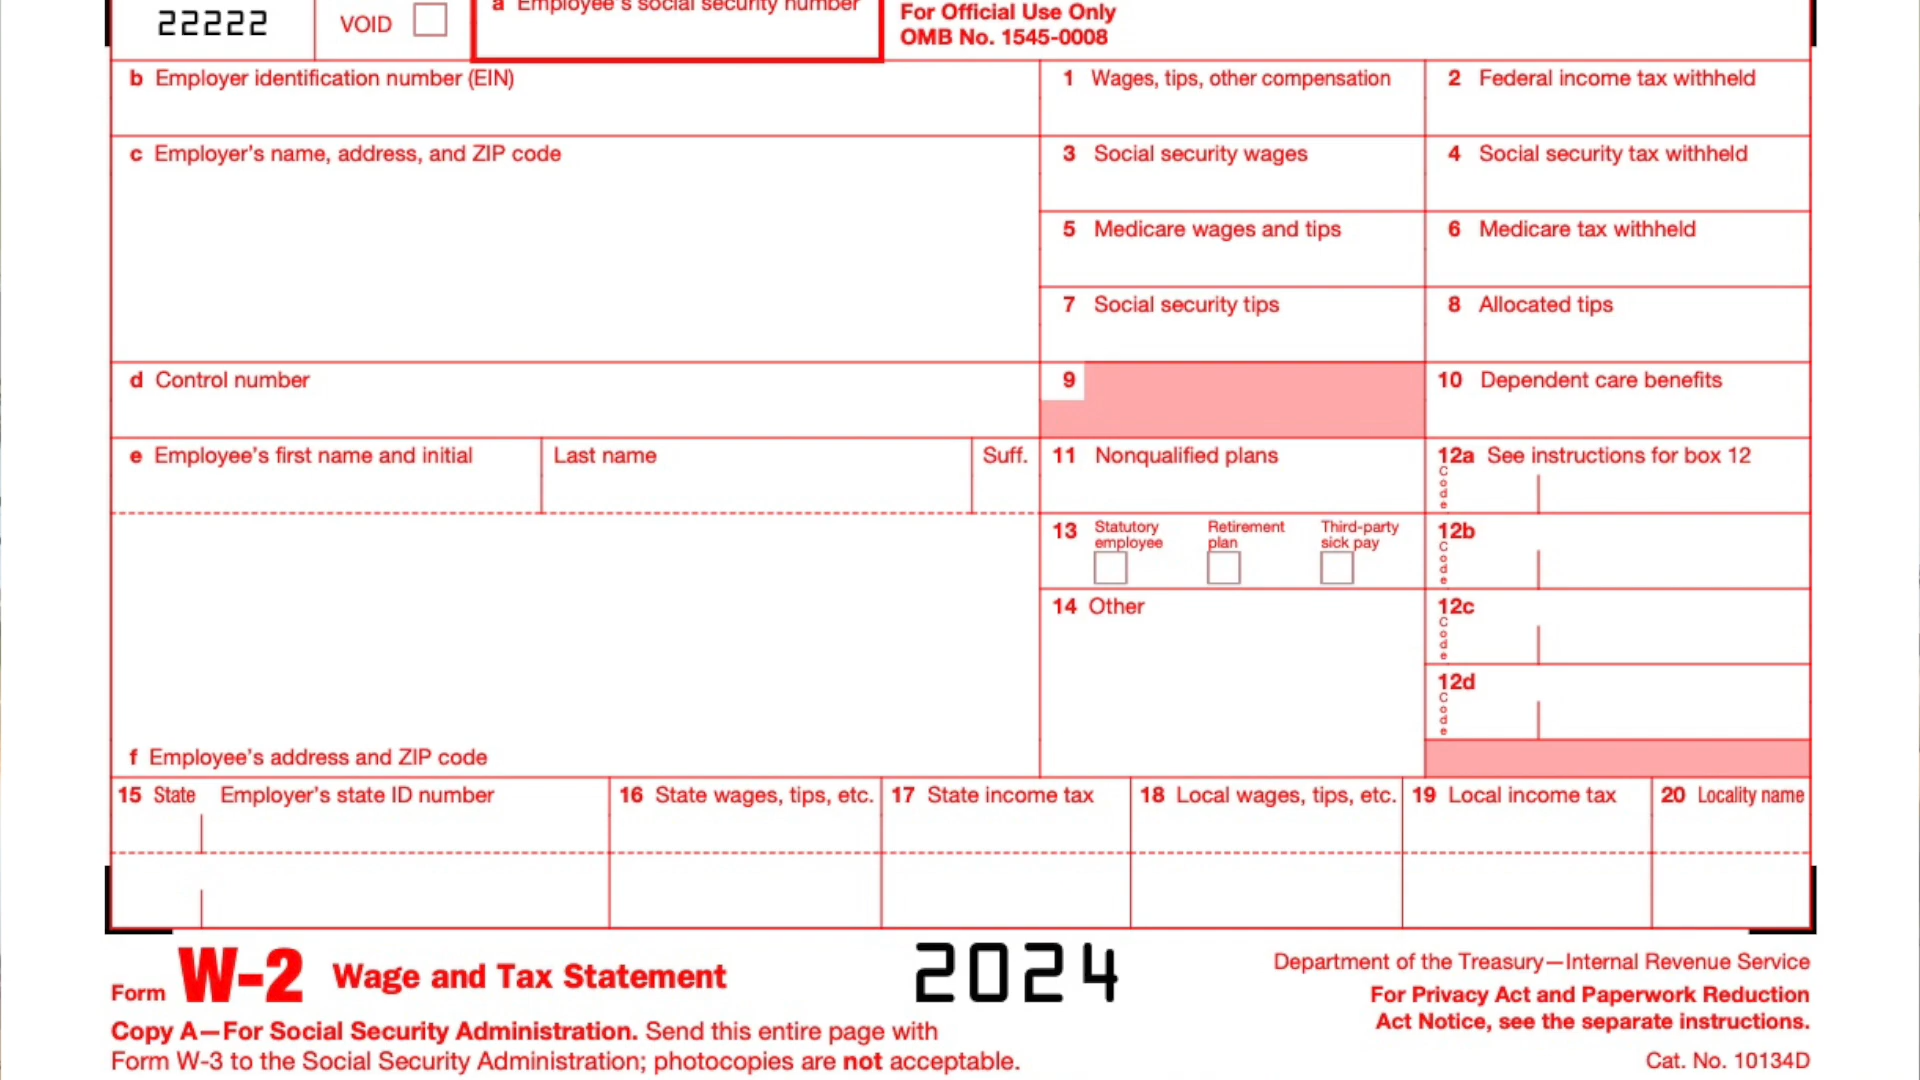 22222
VOID
a Employee's social security number
For Official Use Only
OMB No. 1545-0008
b Employer identification number (EIN)
1 Wages, tips, other compensation
2 Federal income tax withheld
c Employer's name, address, and ZIP code
3 Social security wages
4 Social security tax withheld
5 Medicare wages and tips
6 Medicare tax withheld
7 Social security tips
8 Allocated tips
d Control number
9
10 Dependent care benefits
e Employee's first name and initial
Last name
Suff.
11 Nonqualified plans
12a See instructions for box 12
Code
13 Statutory employee
Retirement plan
Third-party sick pay
12b
Code
14 Other
12c
Code
12d
Code
f Employee's address and ZIP code
15 State
Employer's state ID number
16 State wages, tips, etc.
17 State income tax
18 Local wages, tips, etc.
19 Local income tax
20 Locality name
Form W-2 Wage and Tax Statement
2024
Department of the Treasury—Internal Revenue Service
For Privacy Act and Paperwork Reduction
Act Notice, see the separate instructions.
Copy A—For Social Security Administration. Send this entire page with
Form W-3 to the Social Security Administration; photocopies are not acceptable.
Cat. No. 10134D